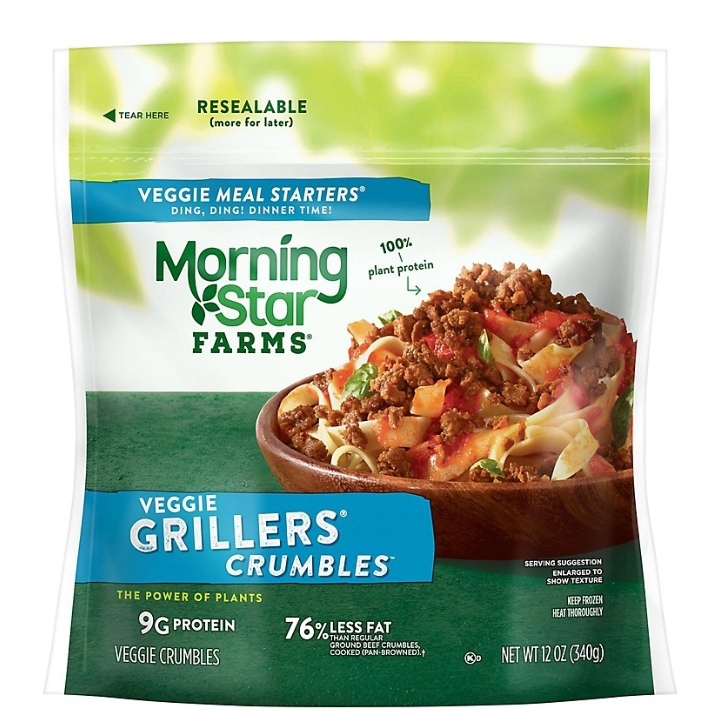 TEAR HERE
RESEALABLE
(more for later)
VEGGIE MEAL STARTERS®
DING, DING! DINNER TIME!
Morning
Star
FARMS®
100%
plant protein
VEGGIE
GRILLERS®
CRUMBLES™
THE POWER OF PLANTS
9G PROTEIN
76% LESS FAT
THAN REGULAR
GROUND BEEF CRUMBLES,
COOKED (PAN-BROWNED).†
VEGGIE CRUMBLES
SERVING SUGGESTION
ENLARGED TO
SHOW TEXTURE
KEEP FROZEN
HEAT THOROUGHLY
K D
NET WT 12 OZ (340g)